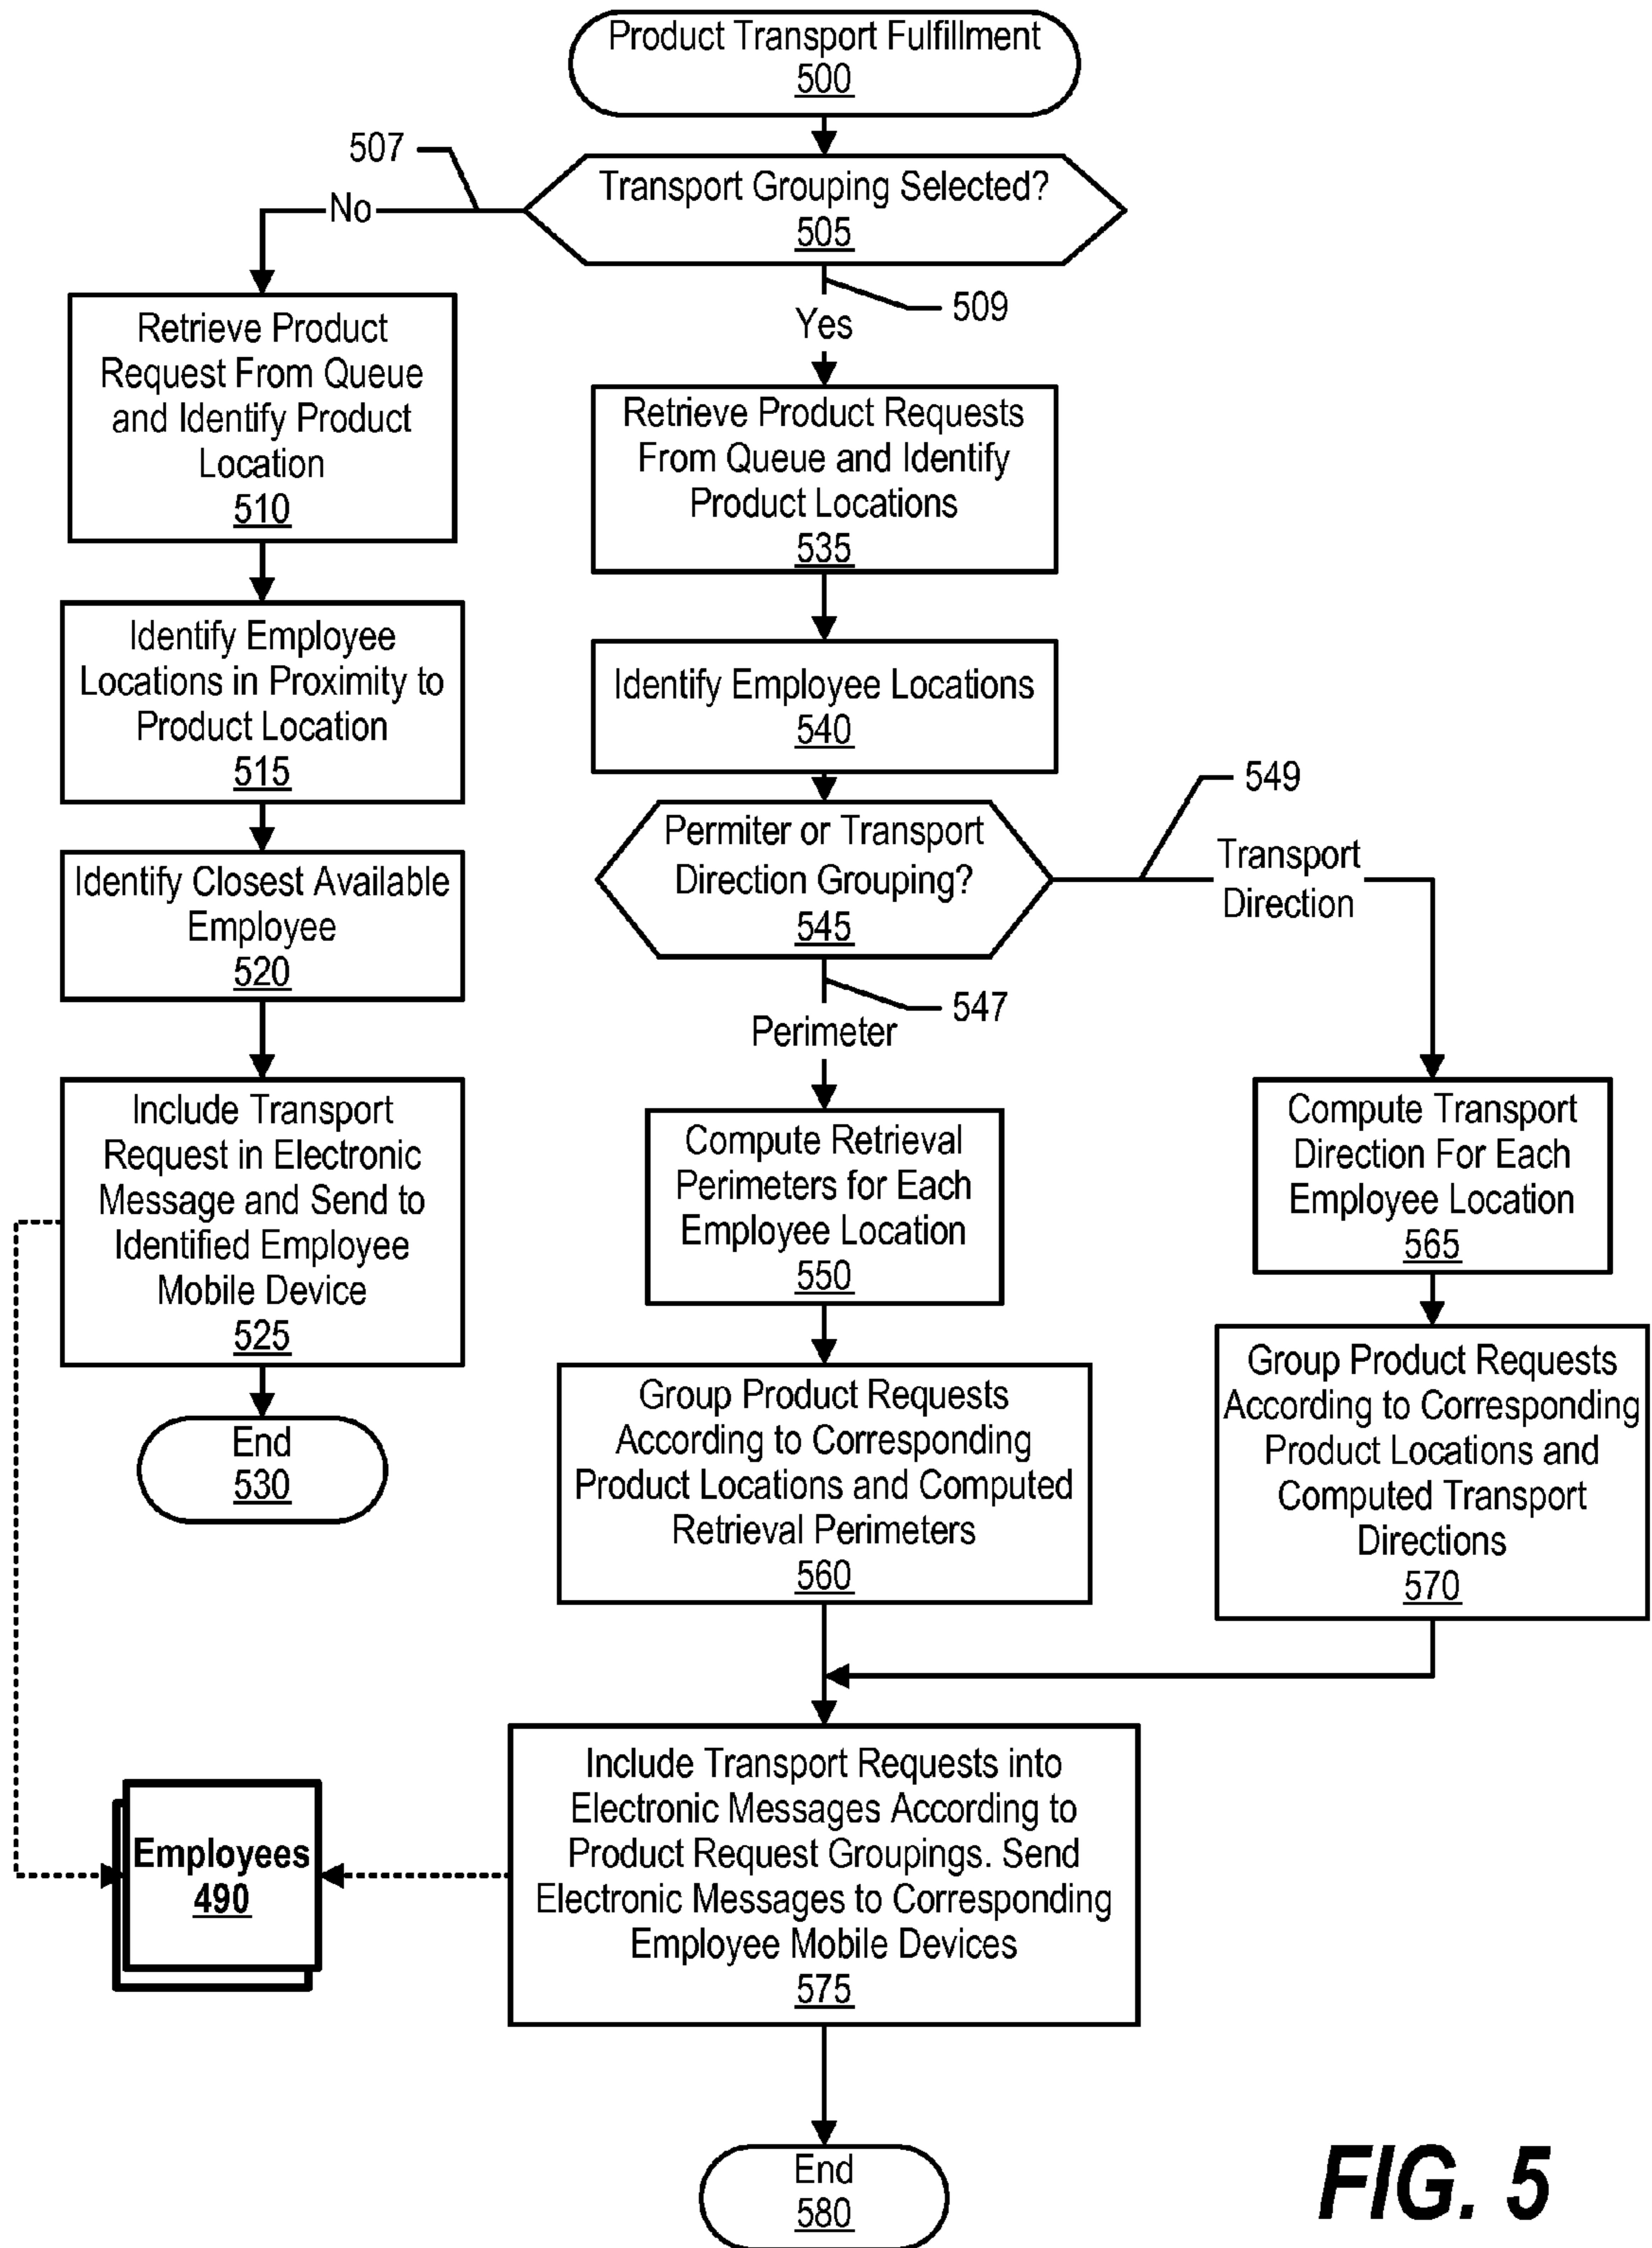 Product Transport Fulfillment
500
507
Transport Grouping Selected?
505
No
509
Yes
Retrieve Product
Request From Queue
and Identify Product
Location
510
Retrieve Product Requests
From Queue and Identify
Product Locations
535
Identify Employee
Locations in Proximity to
Product Location
515
Identify Employee Locations
540
Identify Closest Available
Employee
520
Permiter or Transport
Direction Grouping?
545
549
Transport
Direction
547
Perimeter
Include Transport
Request in Electronic
Message and Send to
Identified Employee
Mobile Device
525
End
530
Compute Retrieval
Perimeters for Each
Employee Location
550
Compute Transport
Direction For Each
Employee Location
565
Group Product Requests
According to Corresponding
Product Locations and Computed
Retrieval Perimeters
560
Group Product Requests
According to Corresponding
Product Locations and
Computed Transport
Directions
570
Employees
490
Include Transport Requests into
Electronic Messages According to
Product Request Groupings. Send
Electronic Messages to Corresponding
Employee Mobile Devices
575
End
580
FIG. 5